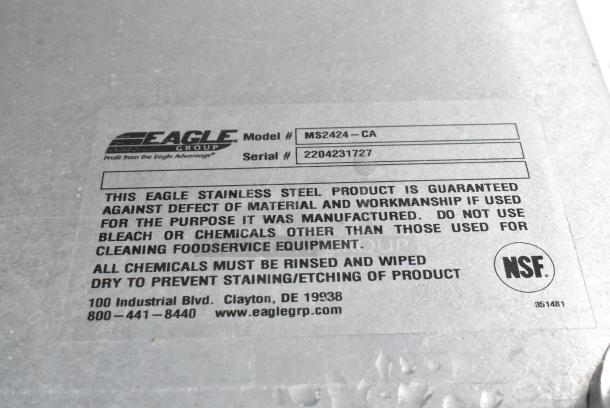 EAGLE
GROUP
Profit from the Eagle Advantage®
Model # MS2424-CA
Serial # 2204231727
THIS EAGLE STAINLESS STEEL PRODUCT IS GUARANTEED
AGAINST DEFECT OF MATERIAL AND WORKMANSHIP IF USED
FOR THE PURPOSE IT WAS MANUFACTURED. DO NOT USE
BLEACH OR CHEMICALS OTHER THAN THOSE USED FOR
CLEANING FOODSERVICE EQUIPMENT.
ALL CHEMICALS MUST BE RINSED AND WIPED
DRY TO PREVENT STAINING/ETCHING OF PRODUCT
NSF.
100 Industrial Blvd. Clayton, DE 19938
800-441-8440 www.eaglegrp.com
351481